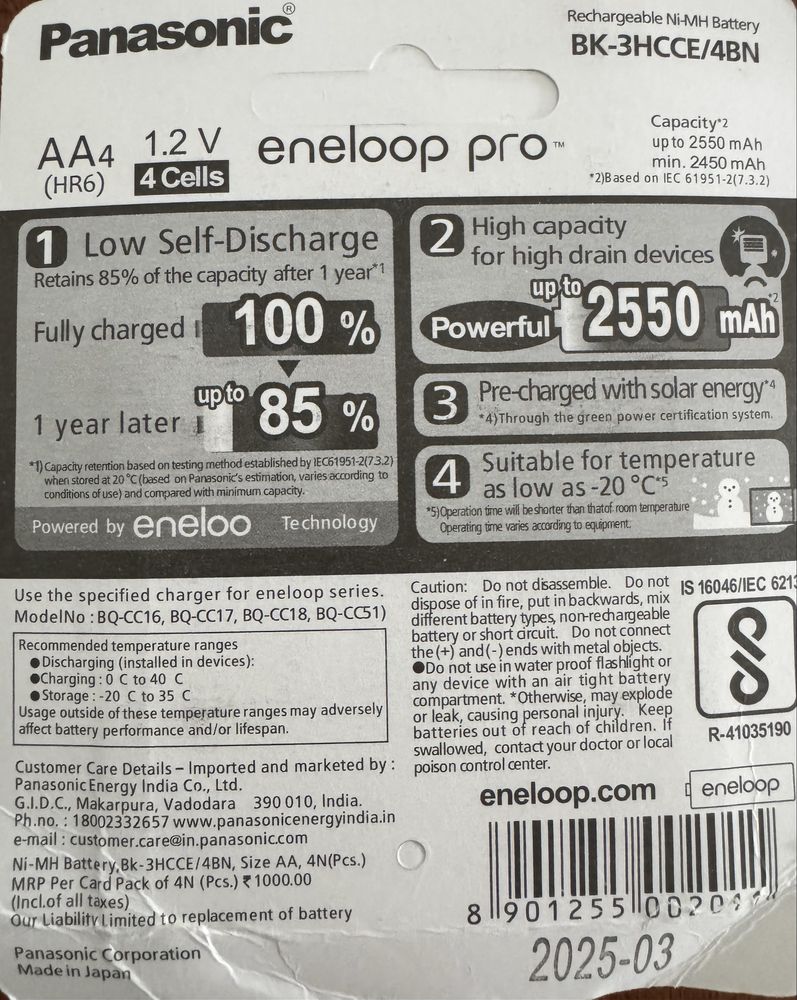 Panasonic®
Rechargeable Ni-MH Battery
BK-3HCCE/4BN
AA4
(HR6)
1.2 V
4 Cells
eneloop pro™
Capacity*2
up to 2550 mAh
min. 2450 mAh
*2)Based on IEC 61951-2(7.3.2)
1 Low Self-Discharge
Retains 85% of the capacity after 1 year*1
Fully charged 100 %
1 year later up to 85 %
*1) Capacity retention based on testing method established by IEC61951-2(7.3.2)
when stored at 20 °C (based on Panasonic's estimation, varies according to
conditions of use) and compared with minimum capacity.
Powered by eneloo Technology
2 High capacity
for high drain devices
Powerful up to 2550 mAh*2
3 Pre-charged with solar energy*4
*4)Through the green power certification system.
4 Suitable for temperature
as low as -20 °C*5
*5)Operation time will be shorter than that of room temperature
Operating time varies according to equipment.
Use the specified charger for eneloop series.
ModelNo : BQ-CC16, BQ-CC17, BQ-CC18, BQ-CC51)
Recommended temperature ranges
●Discharging (installed in devices):
●Charging : 0 C to 40 C
●Storage : -20 C to 35 C
Usage outside of these temperature ranges may adversely
affect battery performance and/or lifespan.
Customer Care Details – Imported and marketed by :
Panasonic Energy India Co., Ltd.
G.I.D.C., Makarpura, Vadodara 390 010, India.
Ph.no. : 18002332657 www.panasonicenergyindia.in
e-mail : customer.care@in.panasonic.com
Ni-MH Battery, Bk-3HCCE/4BN, Size AA, 4N(Pcs.)
MRP Per Card Pack of 4N (Pcs.) ₹1000.00
(Incl.of all taxes)
Our Liability Limited to replacement of battery
Panasonic Corporation
Made in Japan
Caution: Do not disassemble. Do not
dispose of in fire, put in backwards, mix
different battery types, non-rechargeable
battery or short circuit. Do not connect
the (+) and (-) ends with metal objects.
●Do not use in water proof flashlight or
any device with an air tight battery
compartment. *Otherwise, may explode
or leak, causing personal injury. Keep
batteries out of reach of children. If
swallowed, contact your doctor or local
poison control center.
IS 16046/IEC 6213
R-41035190
eneloop.com
eneloop
8 901255 0020
2025-03